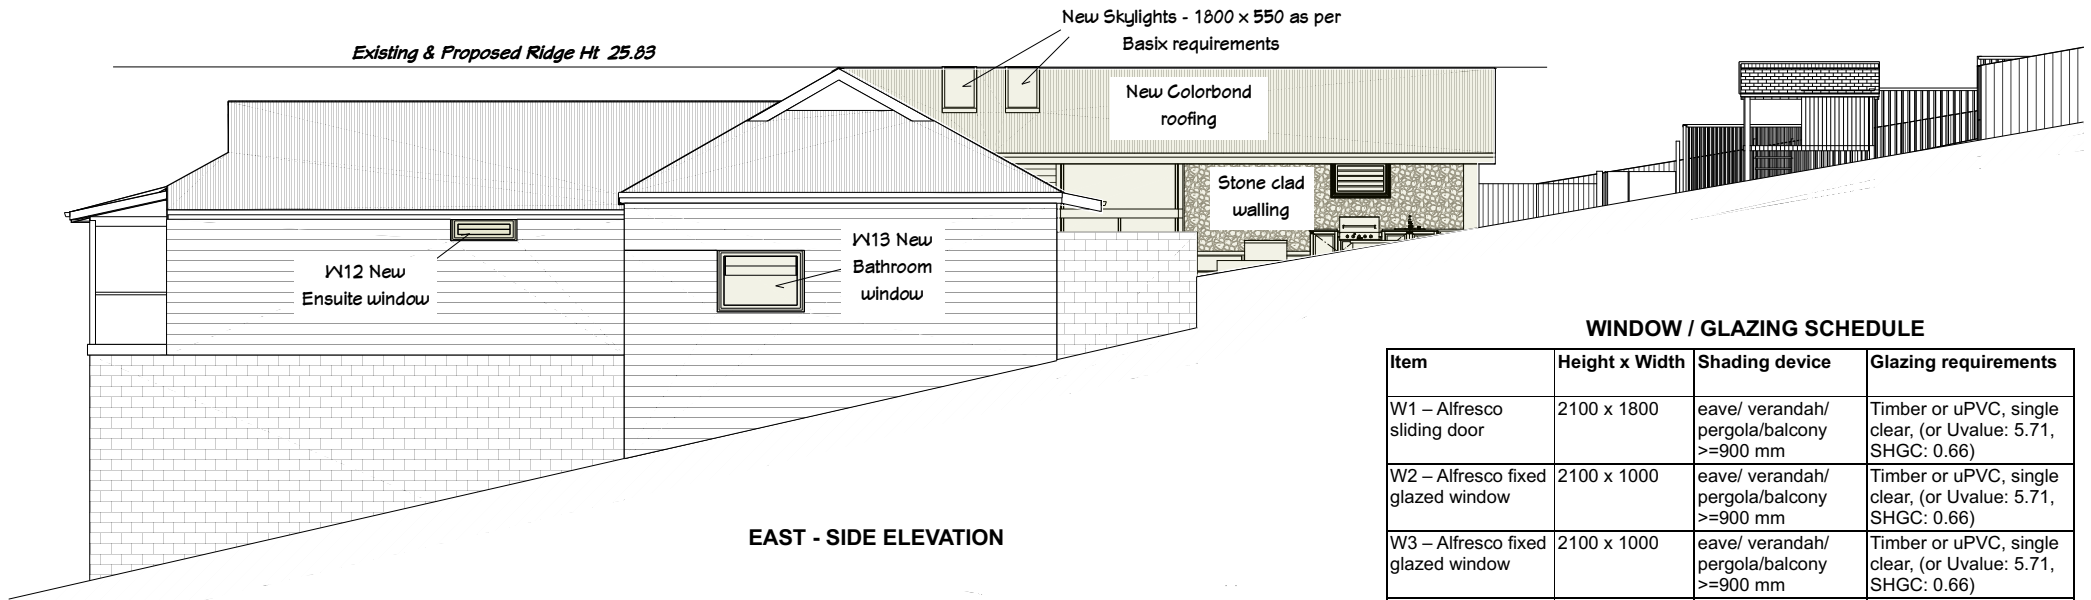 New Skylights - 1800 x 550 as per
Basix requirements
Existing & Proposed Ridge Ht 25.83
New Colorbond
roofing
Stone clad
walling
W12 New
Ensuite window
W13 New
Bathroom
window
EAST - SIDE ELEVATION
WINDOW / GLAZING SCHEDULE
Item Height x Width Shading device Glazing requirements
W1 – Alfresco 2100 x 1800 eave/ verandah/ Timber or uPVC, single
sliding door pergola/balcony clear, (or Uvalue: 5.71,
>=900 mm SHGC: 0.66)
W2 – Alfresco fixed 2100 x 1000 eave/ verandah/ Timber or uPVC, single
glazed window pergola/balcony clear, (or Uvalue: 5.71,
>=900 mm SHGC: 0.66)
W3 – Alfresco fixed 2100 x 1000 eave/ verandah/ Timber or uPVC, single
glazed window pergola/balcony clear, (or Uvalue: 5.71,
>=900 mm SHGC: 0.66)